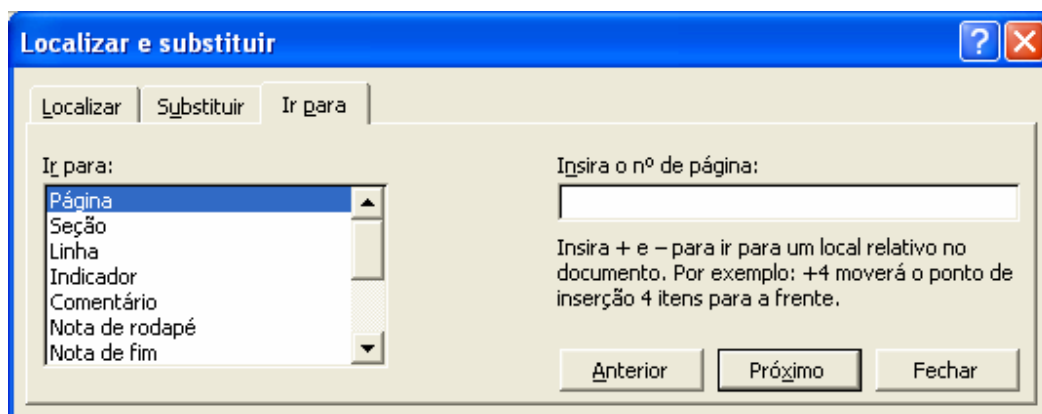 Localizar e substituir
Localizar
Substituir
Ir para
Ir para:
Página
Seção
Linha
Indicador
Comentário
Nota de rodapé
Nota de fim
Insira o nº de página:
Insira + e – para ir para um local relativo no
documento. Por exemplo: +4 moverá o ponto de
inserção 4 itens para a frente.
Anterior
Próximo
Fechar